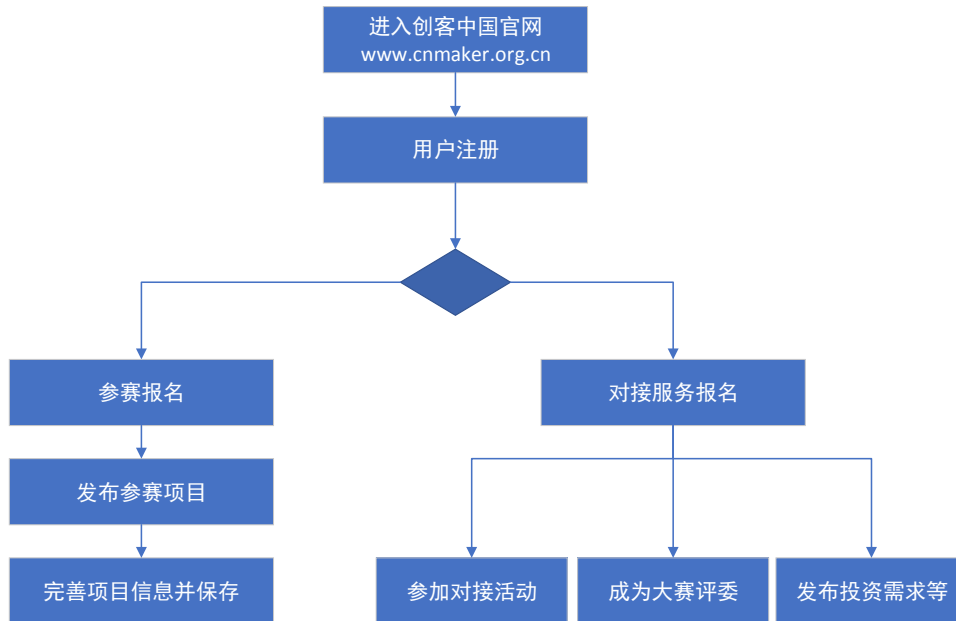 进入创客中国官网
www.cnmaker.org.cn
用户注册
参赛报名
对接服务报名
发布参赛项目
完善项目信息并保存
参加对接活动
成为大赛评委
发布投资需求等